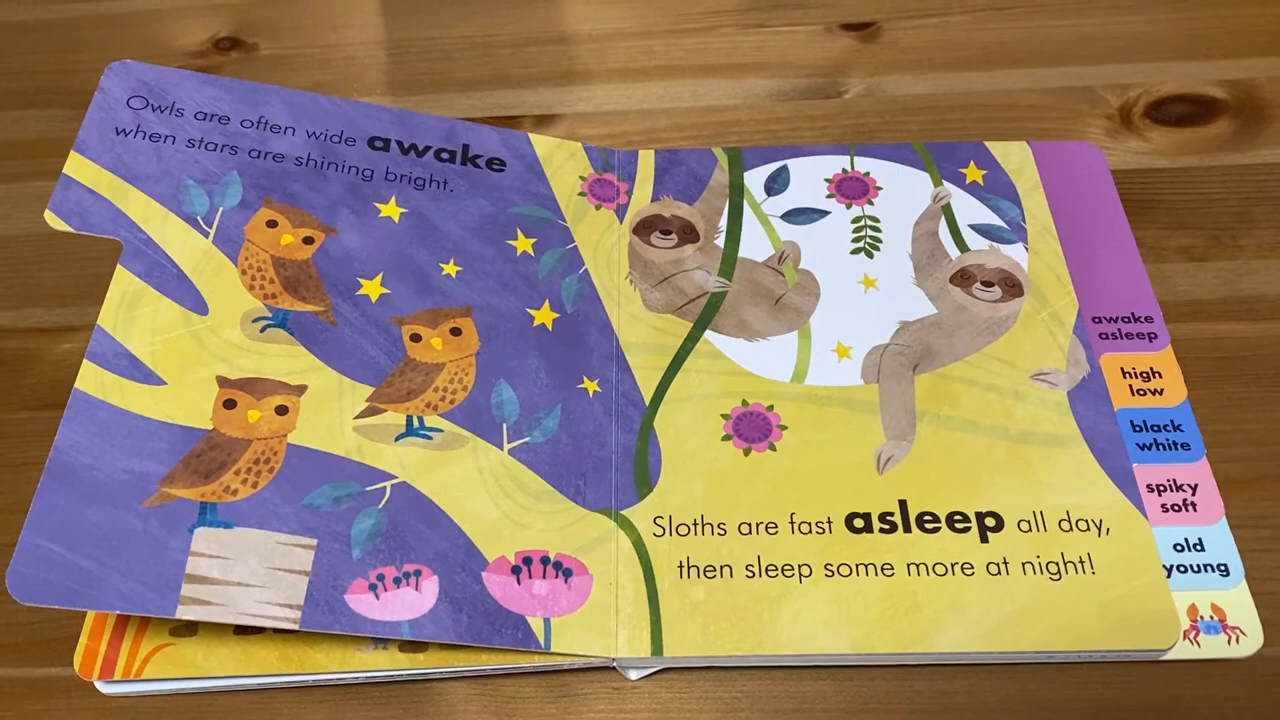 Owls are often wide awake
when stars are shining bright.
Sloths are fast asleep all day,
then sleep some more at night!
awake
asleep
high
low
black
white
spiky
soft
old
young